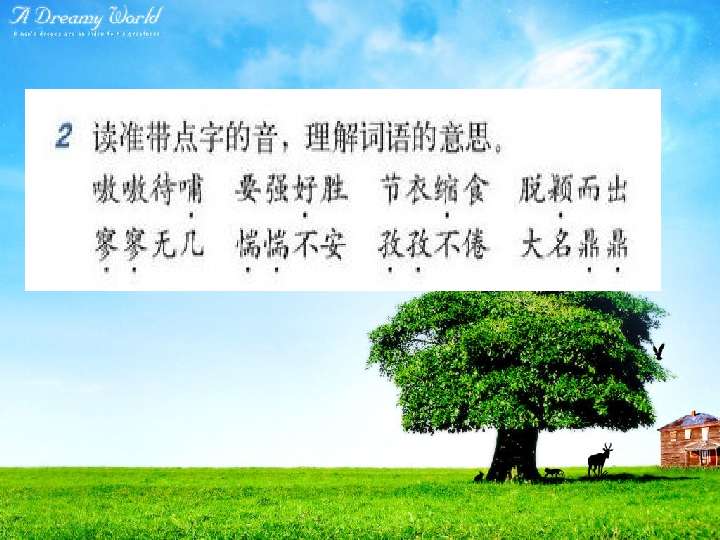 A Dreamy World
A man's dreams are an index to his greatness
2 读准带点字的音，理解词语的意思。
嗷嗷待哺 要强好胜 节衣缩食 脱颖而出
寥寥无几 惴惴不安 孜孜不倦 大名鼎鼎